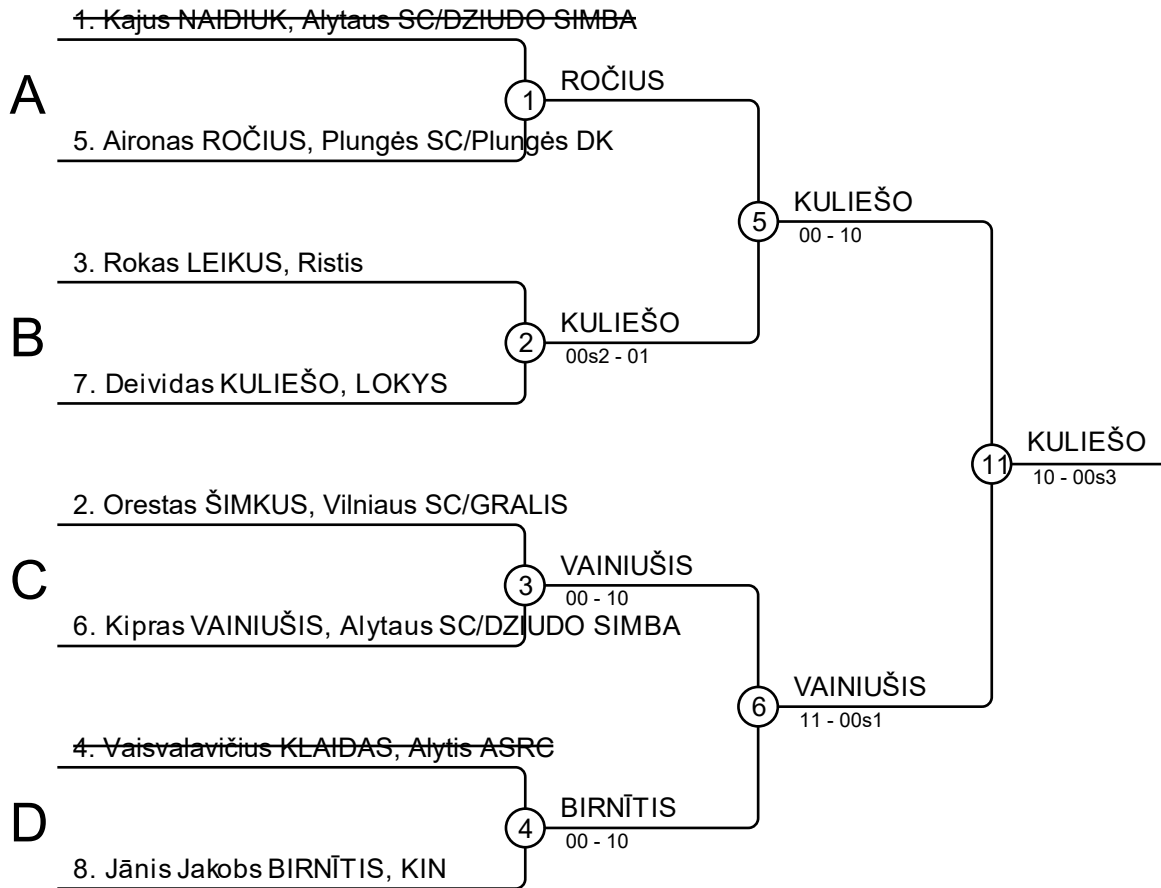 1. Kajus NAIDIUK, Alytaus SC/DZIUDO SIMBA
A
1
ROČIUS
5. Aironas ROČIUS, Plungės SC/Plungės DK
5
KULIEŠO
00 - 10
3. Rokas LEIKUS, Ristis
B
2
KULIEŠO
00s2 - 01
7. Deividas KULIEŠO, LOKYS
11
KULIEŠO
10 - 00s3
2. Orestas ŠIMKUS, Vilniaus SC/GRALIS
C
3
VAINIUŠIS
00 - 10
6. Kipras VAINIUŠIS, Alytaus SC/DZIUDO SIMBA
6
VAINIUŠIS
11 - 00s1
4. Vaisvalavičius KLAIDAS, Alytis ASRC
D
4
BIRNĪTIS
00 - 10
8. Jānis Jakobs BIRNĪTIS, KIN